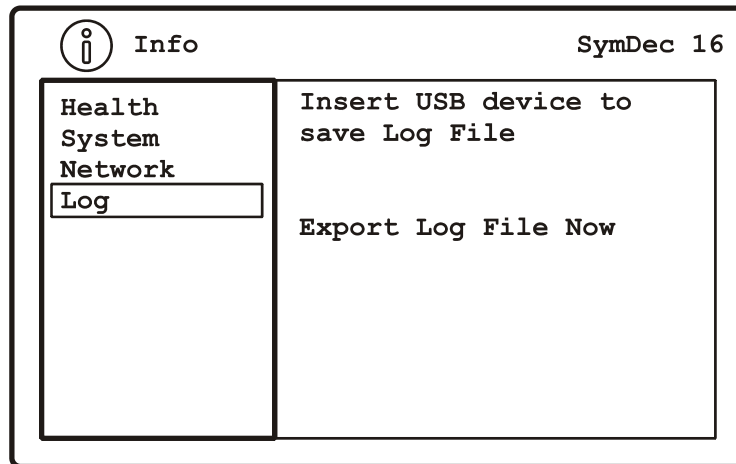 Info
SymDec 16
Health
System
Network
Log
Insert USB device to
save Log File
Export Log File Now